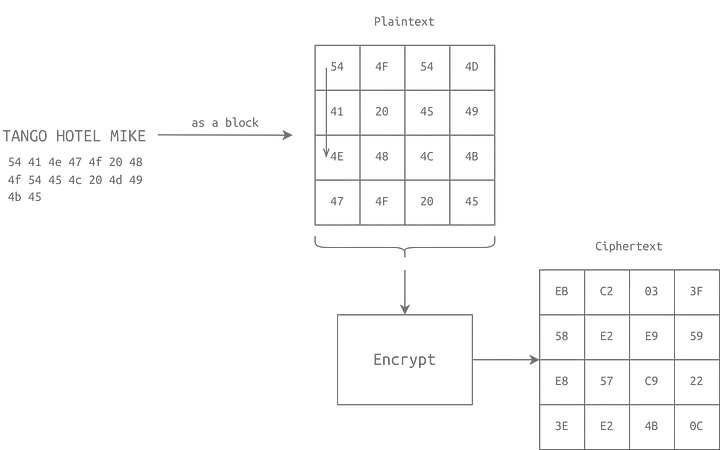 Plaintext
54 4F 54 4D
41 20 45 49
4E 48 4C 4B
47 4F 20 45
as a block
TANGO HOTEL MIKE
54 41 4e 47 4f 20 48
4f 54 45 4c 20 4d 49
4b 45
Encrypt
Ciphertext
EB C2 03 3F
58 E2 E9 59
E8 57 C9 22
3E E2 4B 0C